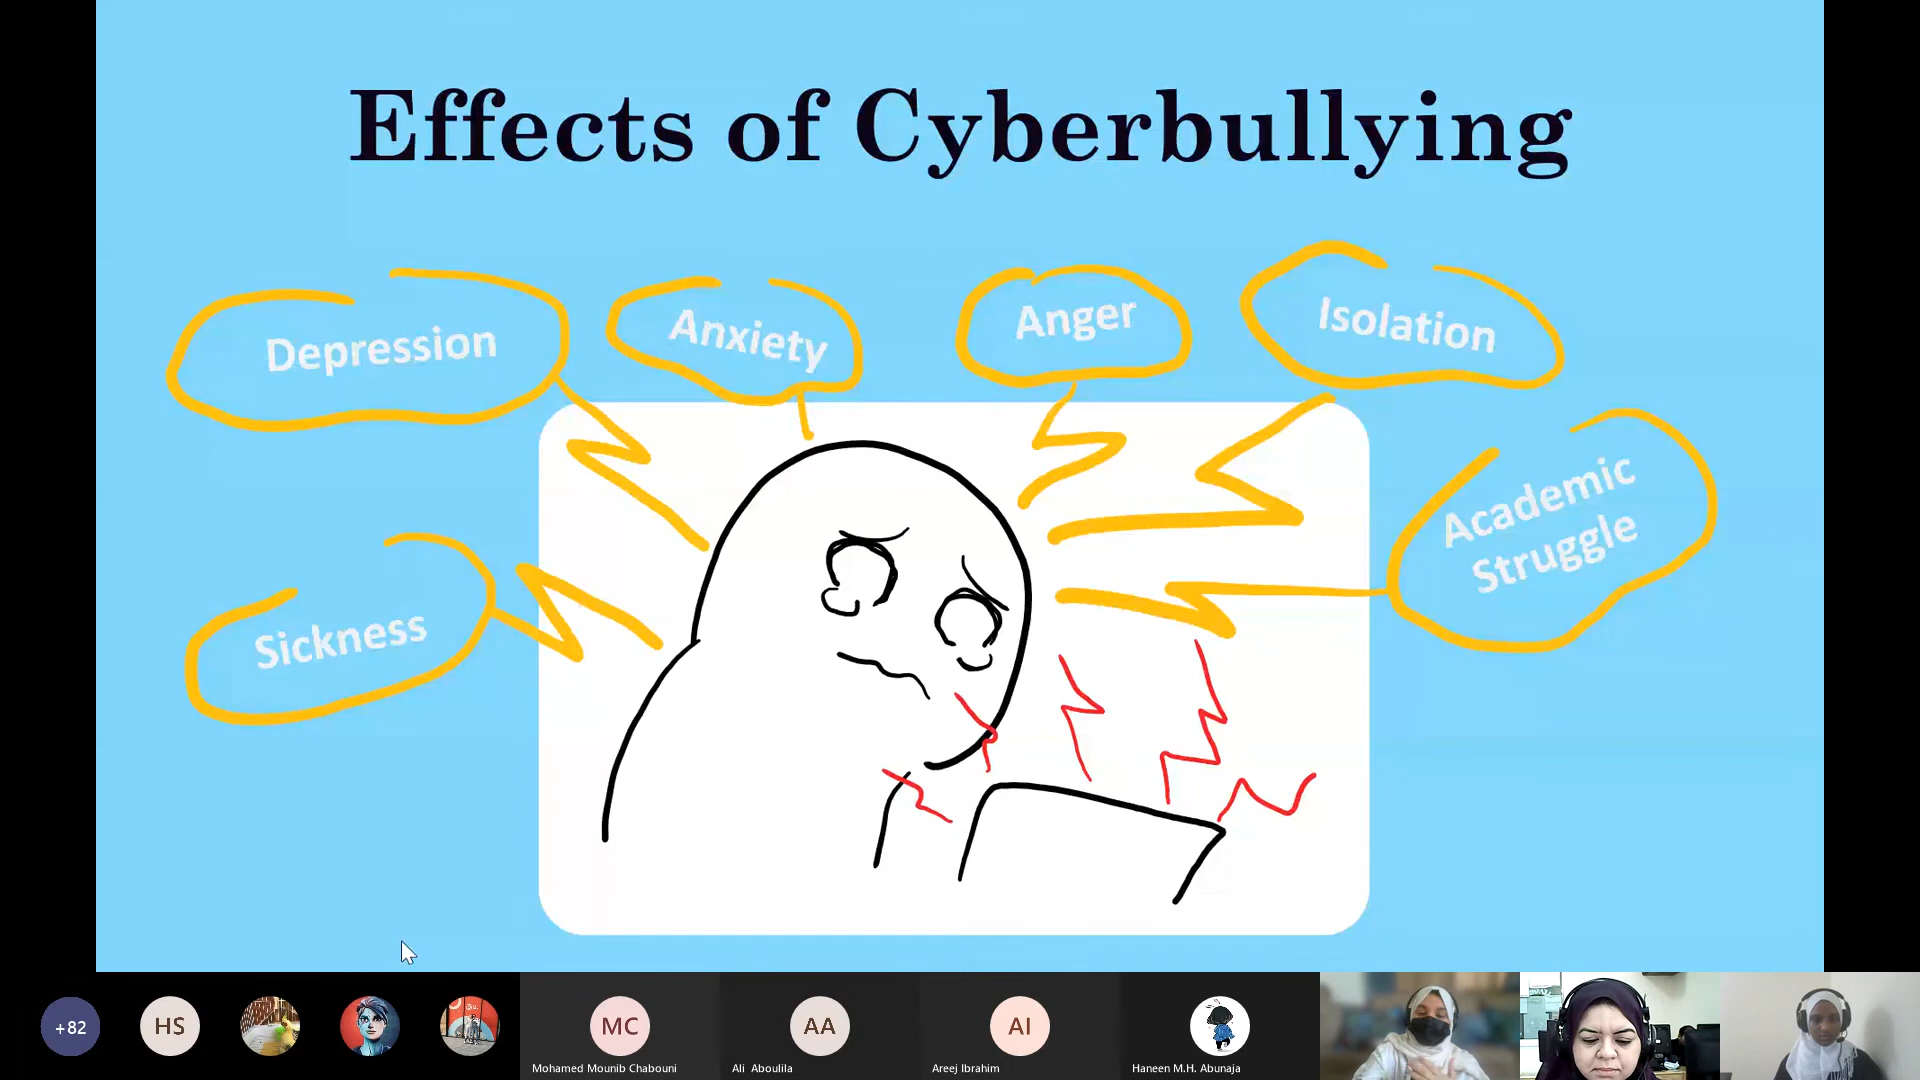 Effects of Cyberbullying
Depression
Anxiety
Anger
Isolation
Academic
Struggle
Sickness
+82
HS
MC
AA
AI
Mohamed Mounib Chabouni
Ali Aboulila
Areej Ibrahim
Haneen M.H. Abunaja